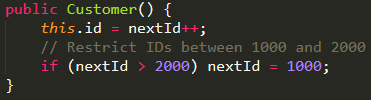 public Customer() {
this.id = nextId++;
// Restrict IDs between 1000 and 2000
if (nextId > 2000) nextId = 1000;
}